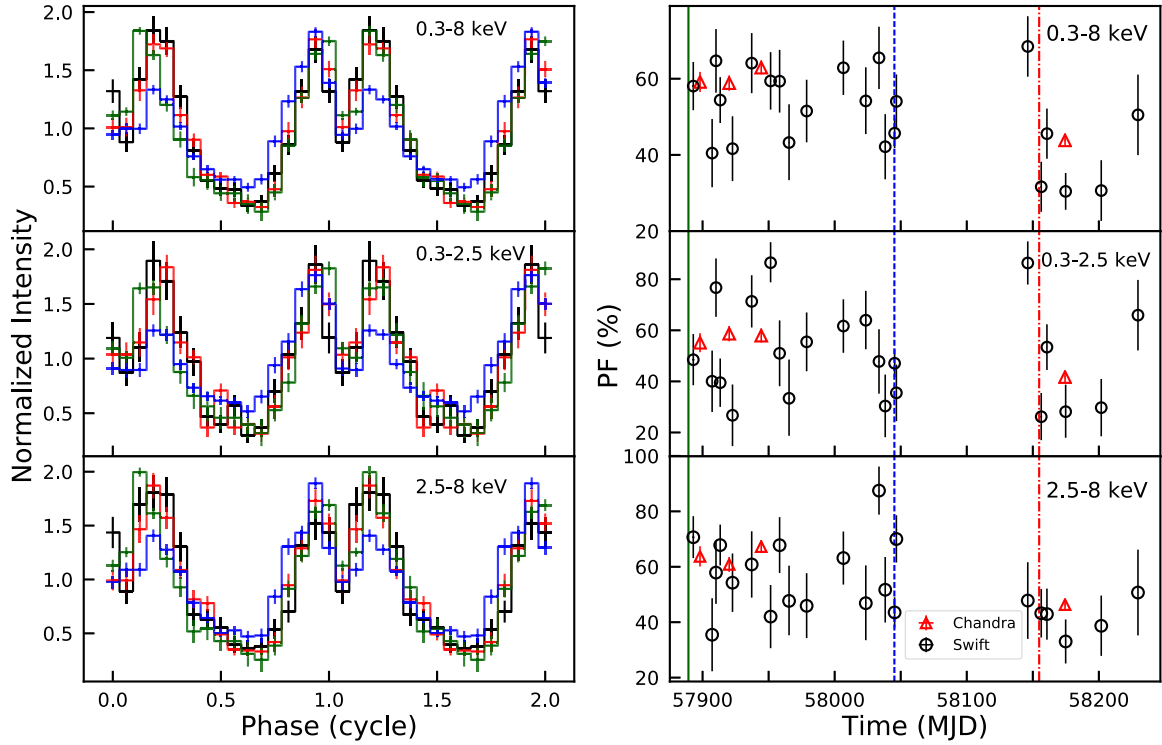 Normalized Intensity
2.0
1.5
1.0
0.5
0.3-8 keV
2.0
1.5
1.0
0.5
0.3-2.5 keV
2.0
1.5
1.0
0.5
2.5-8 keV
0.0 0.5 1.0 1.5 2.0
Phase (cycle)
PF (%)
60
40
20
0.3-8 keV
80
60
40
20
0.3-2.5 keV
100
80
60
40
20
2.5-8 keV
Chandra
Swift
57900 58000 58100 58200
Time (MJD)